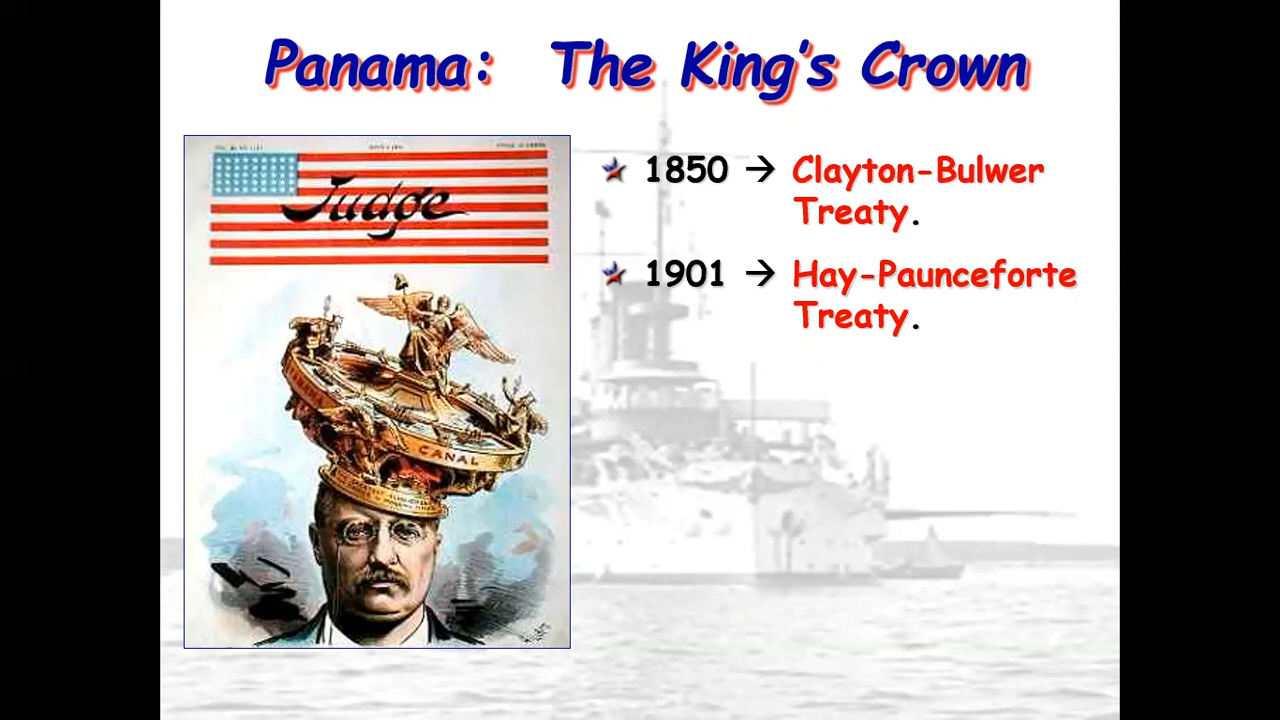 Panama: The King's Crown
Judge
CANAL
1850 → Clayton-Bulwer
Treaty.
1901 → Hay-Paunceforte
Treaty.